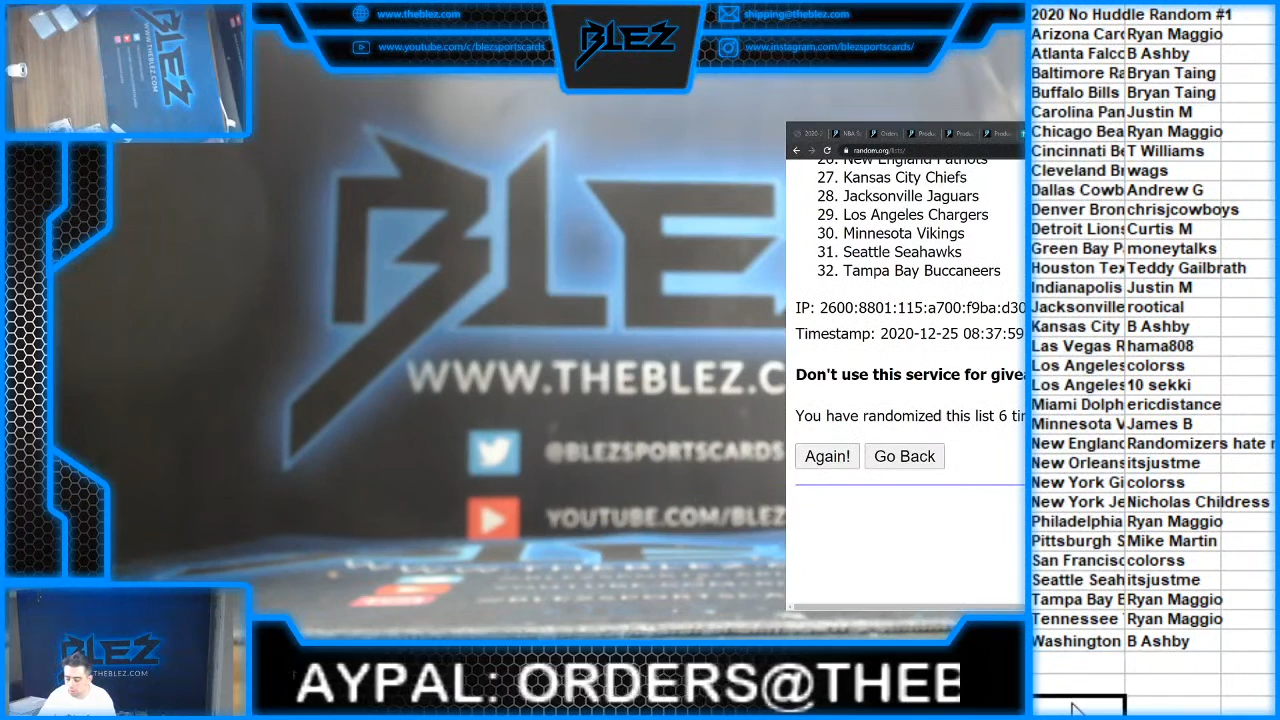 www.theblez.com
www.youtube.com/c/blezsportscards
BLEZ
shipping@theblez.com
www.instagram.com/blezsportscards/
BLEZ
WWW.THEBLEZ.COM
BLE
WWW.THEBLEZ.C
@BLEZSPORTSCARDS
YOUTUBE.COM/BLEZ
random.org/lists/
26. New England Patriots
27. Kansas City Chiefs
28. Jacksonville Jaguars
29. Los Angeles Chargers
30. Minnesota Vikings
31. Seattle Seahawks
32. Tampa Bay Buccaneers
IP: 2600:8801:115:a700:f9ba:d30
Timestamp: 2020-12-25 08:37:59
Don't use this service for givea
You have randomized this list 6 tin
Again! Go Back
2020 No Huddle Random #1
Arizona Card Ryan Maggio
Atlanta Falco B Ashby
Baltimore Ra Bryan Taing
Buffalo Bills Bryan Taing
Carolina Pan Justin M
Chicago Bea Ryan Maggio
Cincinnati Be T Williams
Cleveland Br wags
Dallas Cowb Andrew G
Denver Bron chrisjcowboys
Detroit Lions Curtis M
Green Bay P moneytalks
Houston Tex Teddy Gailbrath
Indianapolis Justin M
Jacksonville rootical
Kansas City B Ashby
Las Vegas R hama808
Los Angeles colorss
Los Angeles 10 sekki
Miami Dolph ericdistance
Minnesota V James B
New England Randomizers hate
New Orleans itsjustme
New York Gi colorss
New York Je Nicholas Childress
Philadelphia Ryan Maggio
Pittsburgh S Mike Martin
San Francisc colorss
Seattle Seah itsjustme
Tampa Bay B Ryan Maggio
Tennessee Ryan Maggio
Washington B Ashby
BLEZ
THEBLEZ.COM
AYPAL: ORDERS@THEB